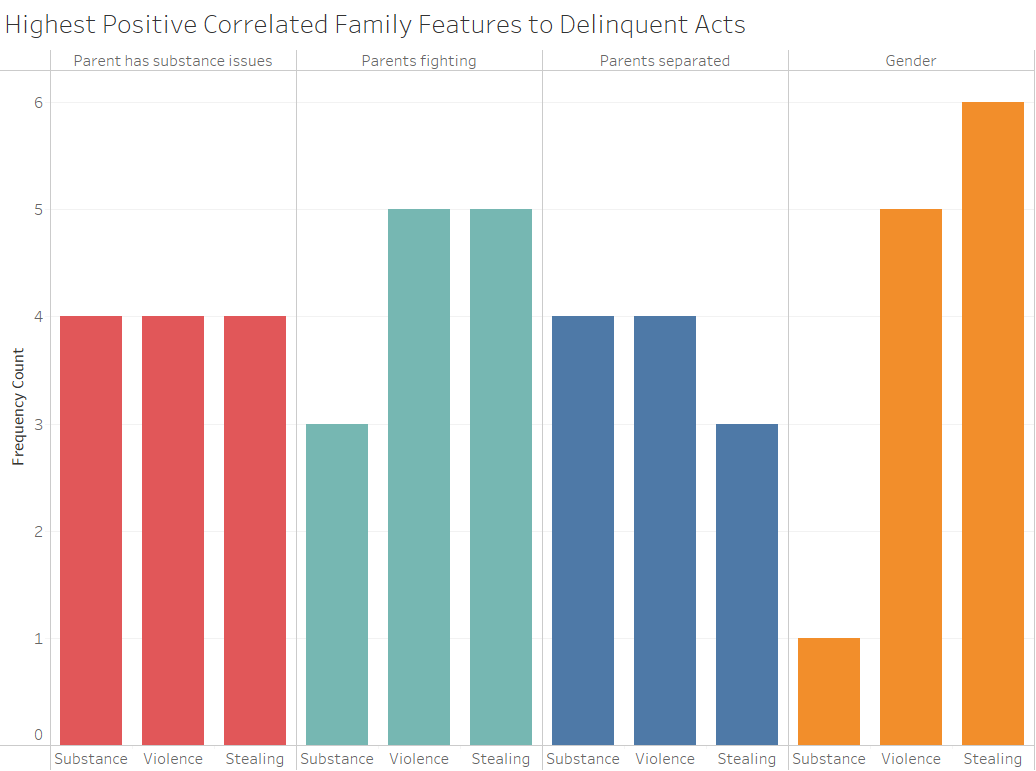 Highest Positive Correlated Family Features to Delinquent Acts
Parent has substance issues Parents fighting Parents separated Gender
6
5
4
3
2
1
0
Frequency Count
Substance Violence Stealing Substance Violence Stealing Substance Violence Stealing Substance Violence Stealing